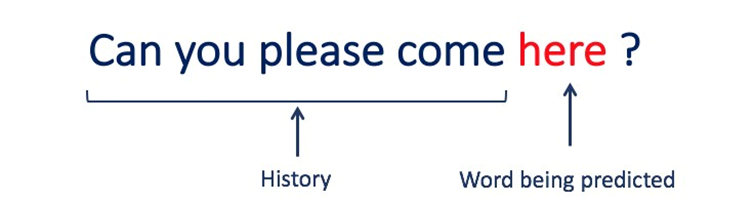 Can you please come here ?
History
Word being predicted